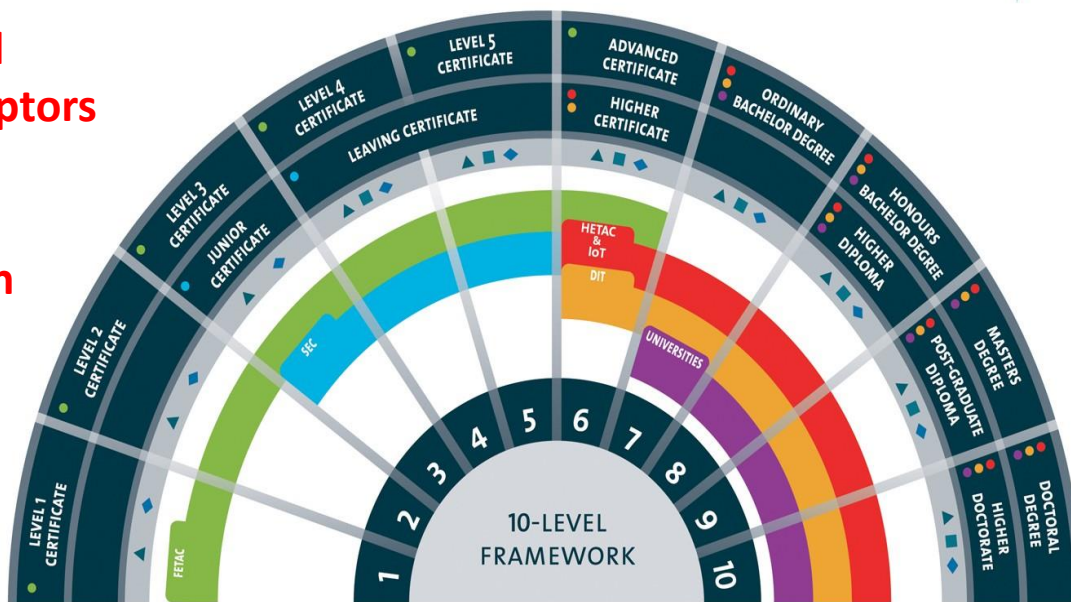 LEVEL 1
CERTIFICATE
LEVEL 2
CERTIFICATE
LEVEL 3
CERTIFICATE
LEVEL 4
CERTIFICATE
LEVEL 5
CERTIFICATE
ADVANCED
CERTIFICATE
ORDINARY
BACHELOR DEGREE
HONOURS
BACHELOR DEGREE
MASTERS
DEGREE
DOCTORAL
DEGREE
JUNIOR
CERTIFICATE
LEAVING CERTIFICATE
HIGHER
CERTIFICATE
HIGHER
DIPLOMA
POST-GRADUATE
DIPLOMA
HIGHER
DOCTORATE
FETAC
SEC
HETAC
&
IoT
DIT
UNIVERSITIES
1
2
3
4
5
6
7
8
9
10
10-LEVEL
FRAMEWORK